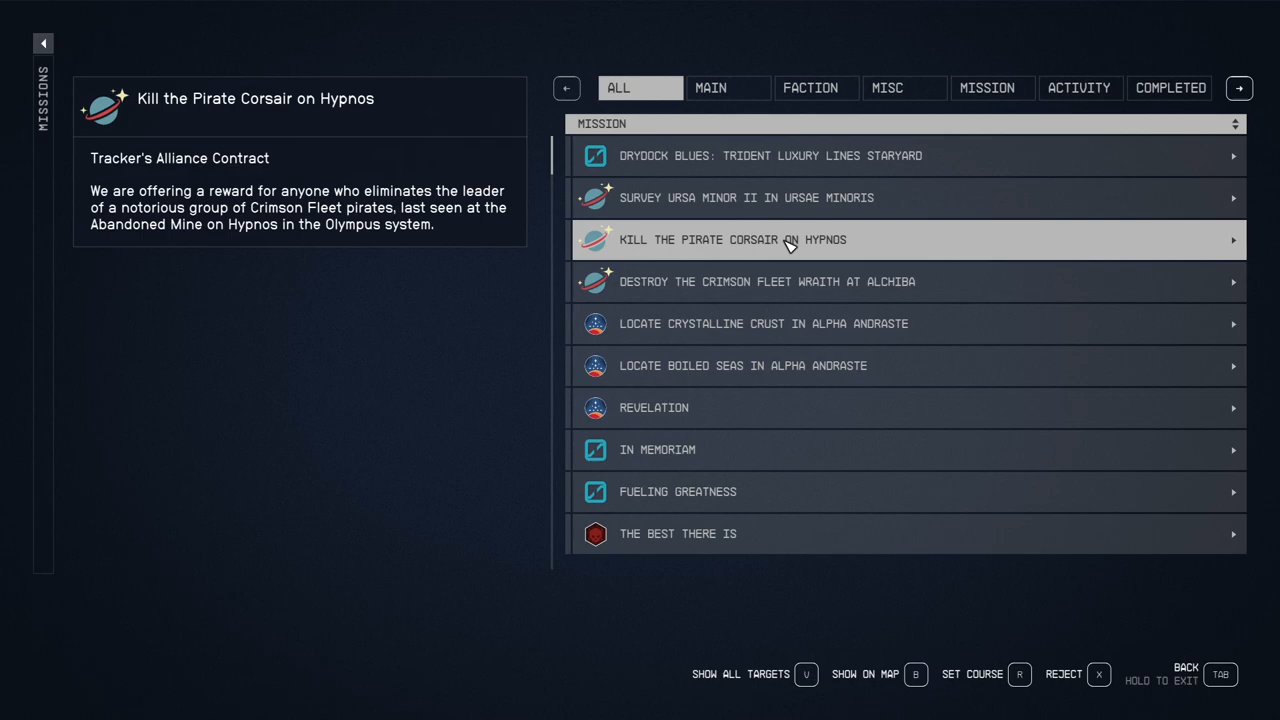 MISSIONS
Kill the Pirate Corsair on Hypnos
Tracker's Alliance Contract
We are offering a reward for anyone who eliminates the leader
of a notorious group of Crimson Fleet pirates, last seen at the
Abandoned Mine on Hypnos in the Olympus system.
ALL MAIN FACTION MISC MISSION ACTIVITY COMPLETED
MISSION
DRYDOCK BLUES: TRIDENT LUXURY LINES STARYARD
SURVEY URSA MINOR II IN URSAE MINORIS
KILL THE PIRATE CORSAIR ON HYPNOS
DESTROY THE CRIMSON FLEET WRAITH AT ALCHIBA
LOCATE CRYSTALLINE CRUST IN ALPHA ANDRASTE
LOCATE BOILED SEAS IN ALPHA ANDRASTE
REVELATION
IN MEMORIAM
FUELING GREATNESS
THE BEST THERE IS
SHOW ALL TARGETS V SHOW ON MAP B SET COURSE R REJECT X BACK TAB
HOLD TO EXIT